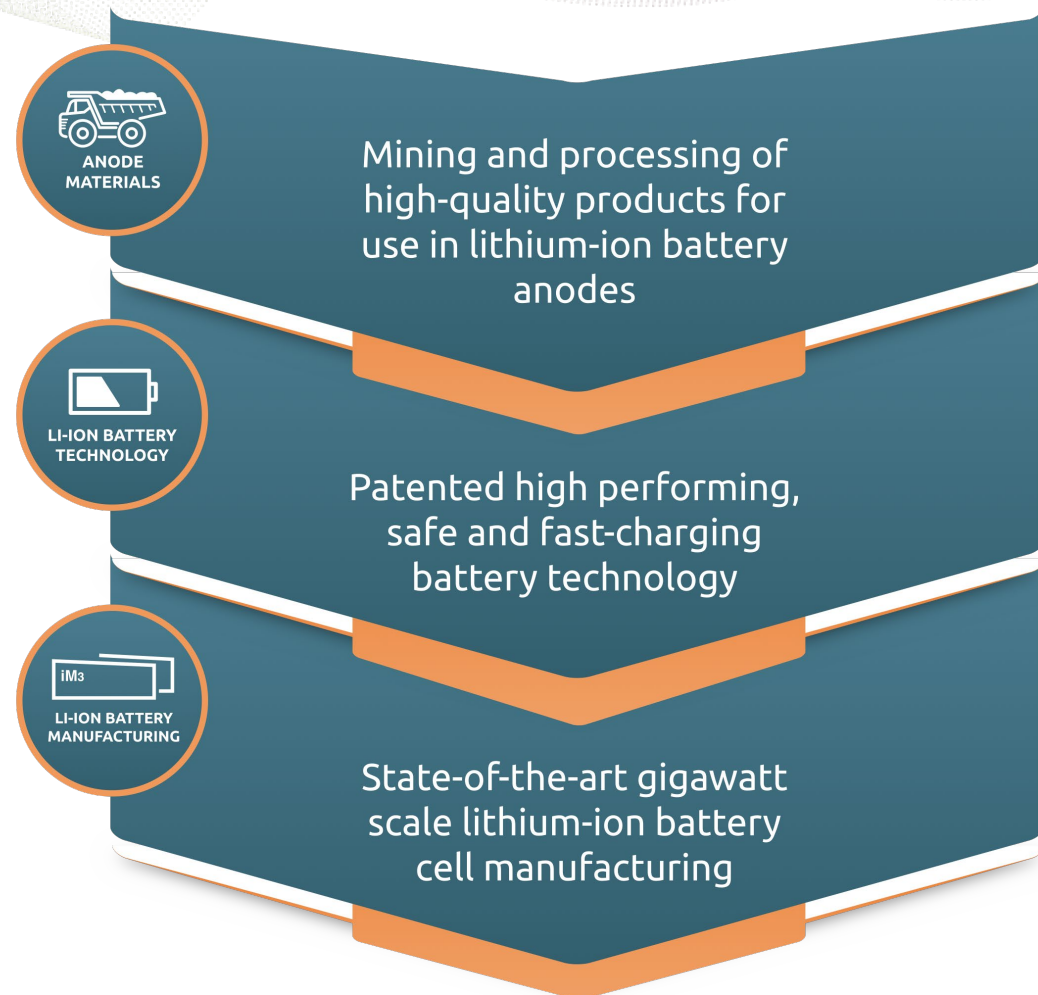 ANODE
MATERIALS
Mining and processing of
high-quality products for
use in lithium-ion battery
anodes
LI-ION BATTERY
TECHNOLOGY
Patented high performing,
safe and fast-charging
battery technology
iM3
LI-ION BATTERY
MANUFACTURING
State-of-the-art gigawatt
scale lithium-ion battery
cell manufacturing